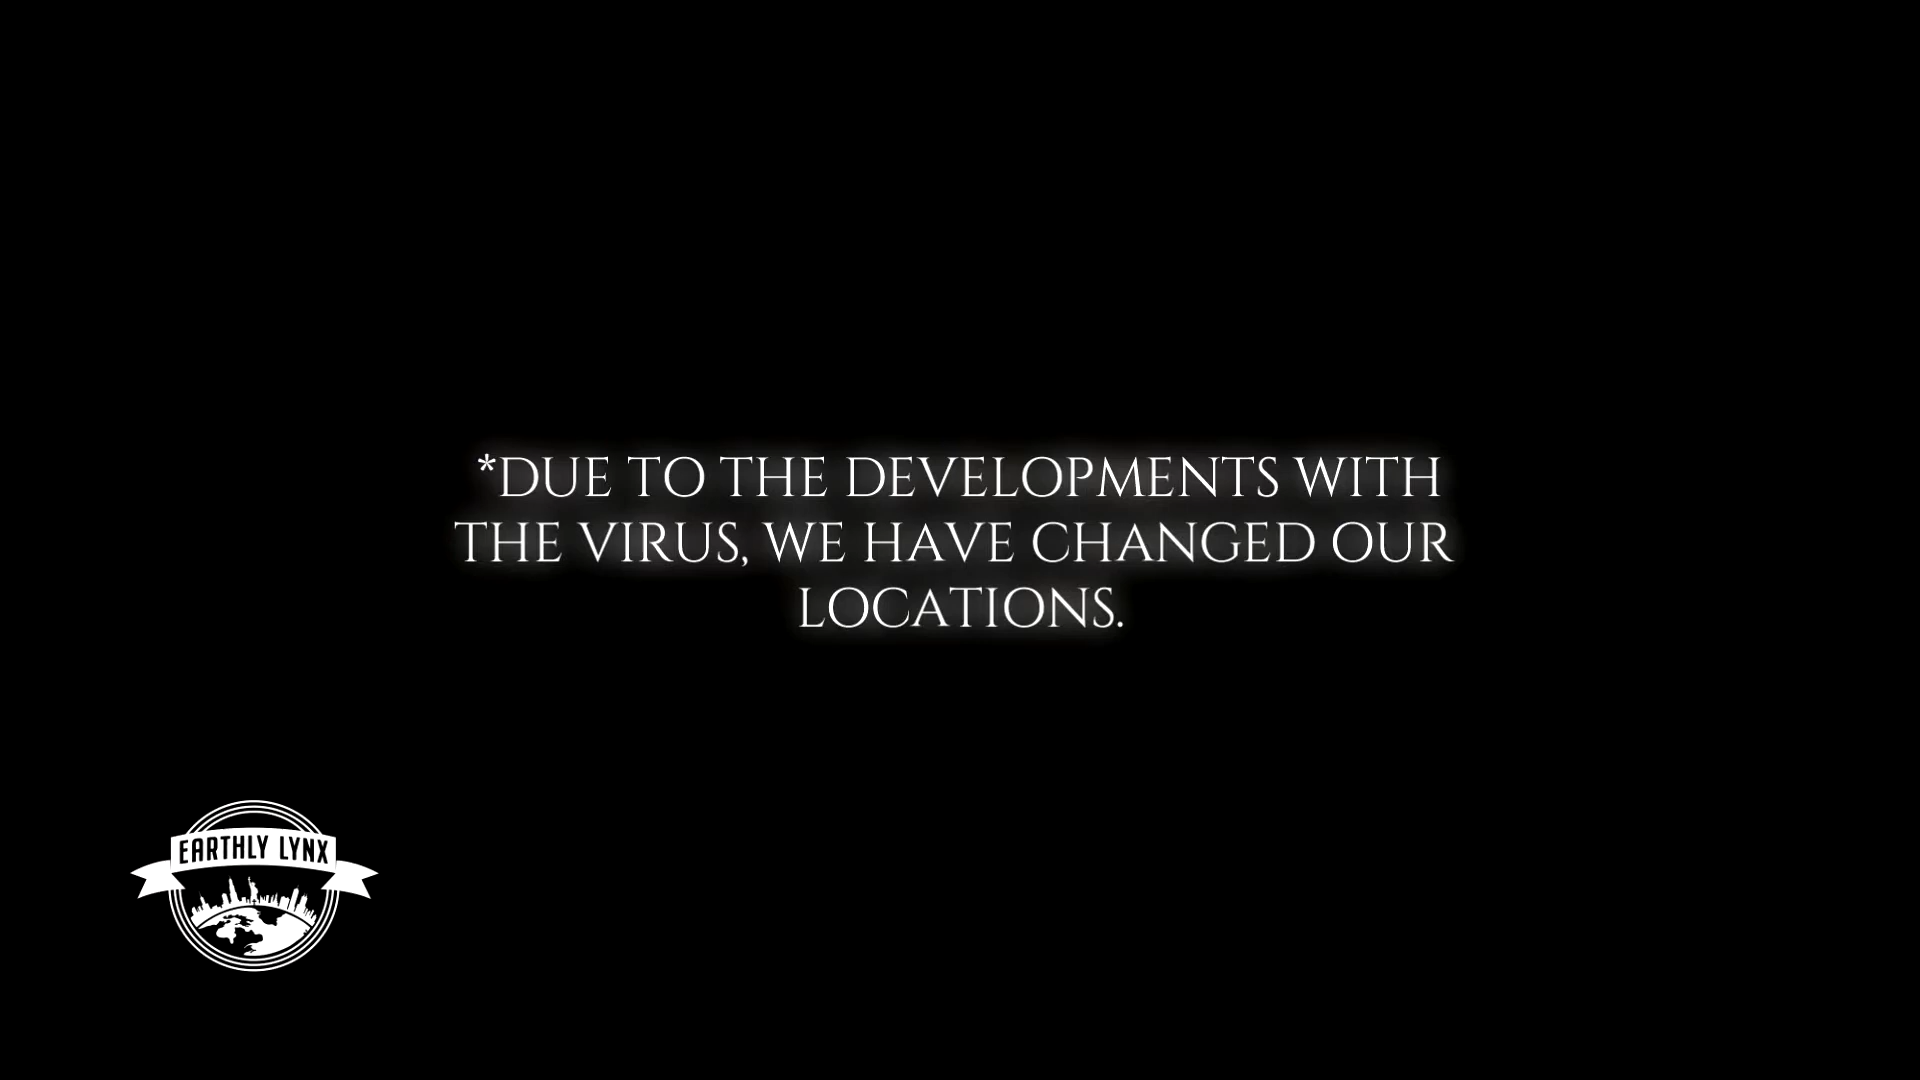 *DUE TO THE DEVELOPMENTS WITH
THE VIRUS, WE HAVE CHANGED OUR
LOCATIONS.
EARTHLY LYNX